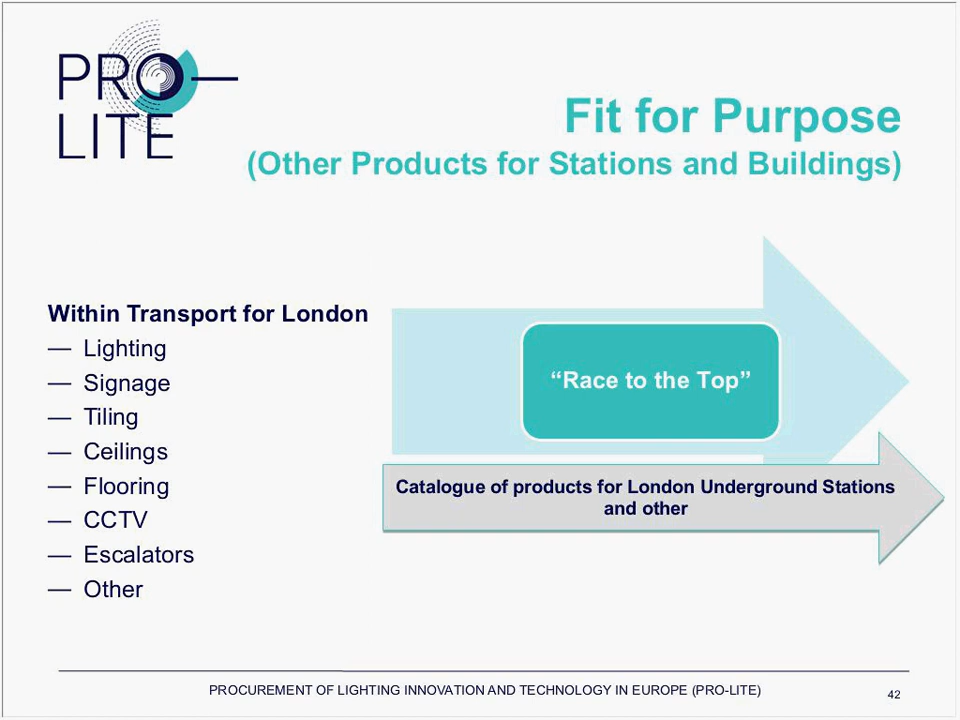 PRO—
LITE
Fit for Purpose
(Other Products for Stations and Buildings)
Within Transport for London
— Lighting
— Signage
— Tiling
— Ceilings
— Flooring
— CCTV
— Escalators
— Other
“Race to the Top”
Catalogue of products for London Underground Stations
and other
PROCUREMENT OF LIGHTING INNOVATION AND TECHNOLOGY IN EUROPE (PRO-LITE)
42